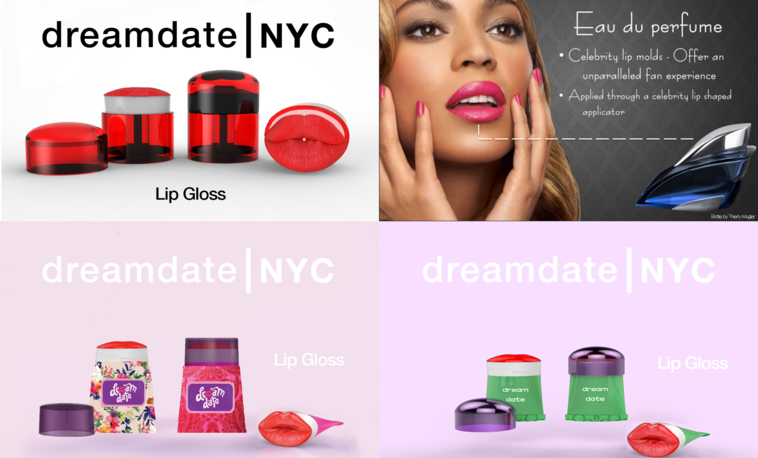 dreamdate|NYC
Lip Gloss
Eau du perfume
• Celebrity lip molds - Offer an
unparalleled fan experience
• Applied through a celebrity lip shaped
applicator
Bottle by Thierry Mugler
dreamdate|NYC
Lip Gloss
dream
date
dream
date
dreamdate|NYC
Lip Gloss
dream
date
dream
date